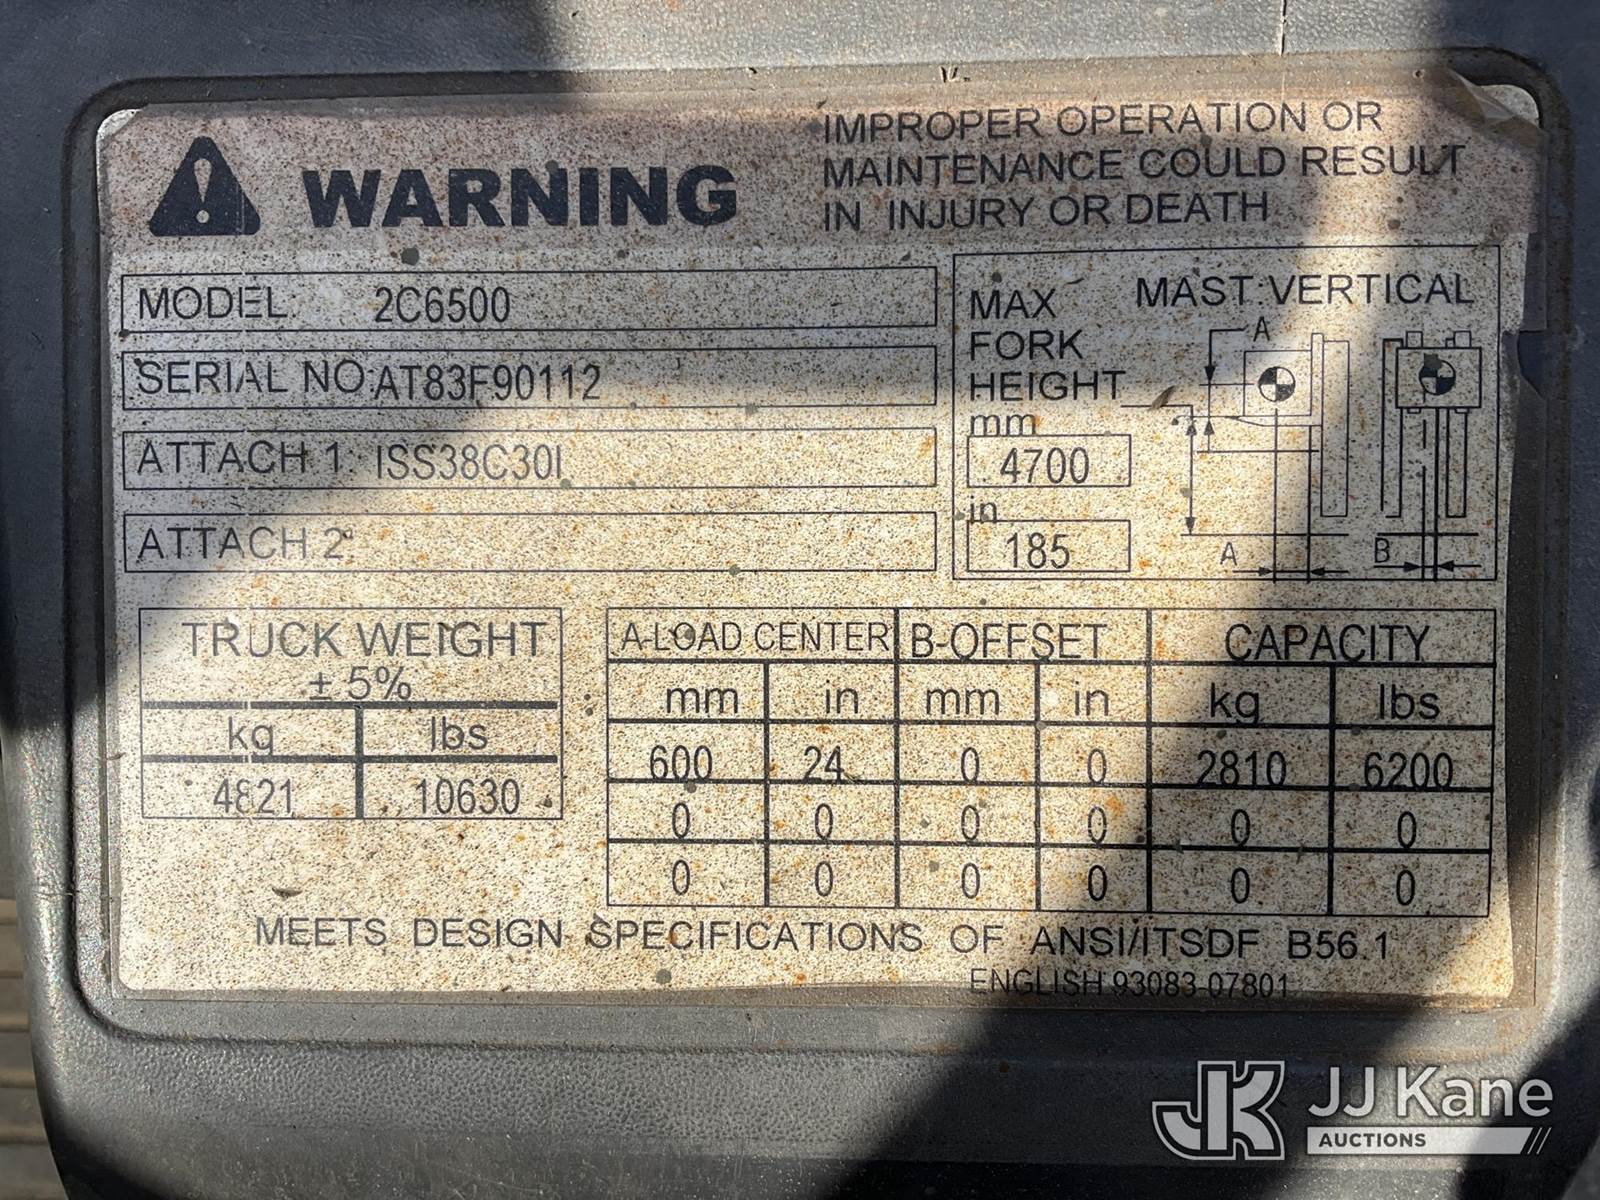 WARNING
IMPROPER OPERATION OR
MAINTENANCE COULD RESULT
IN INJURY OR DEATH
MODEL: 2C6500
SERIAL NO: AT83F90112
ATTACH 1: ISS38C30I
ATTACH 2:
MAX MAST:VERTICAL
FORK
HEIGHT
mm
4700
in
185
A
A B
TRUCK WEIGHT
± 5%
kg lbs
4821 10630
A-LOAD CENTER B-OFFSET CAPACITY
mm in mm in kg lbs
600 24 0 0 2810 6200
0 0 0 0 0 0
0 0 0 0 0 0
MEETS DESIGN SPECIFICATIONS OF ANSI/ITSDF B56.1
ENGLISH 93083-07801
JK JJ Kane
AUCTIONS